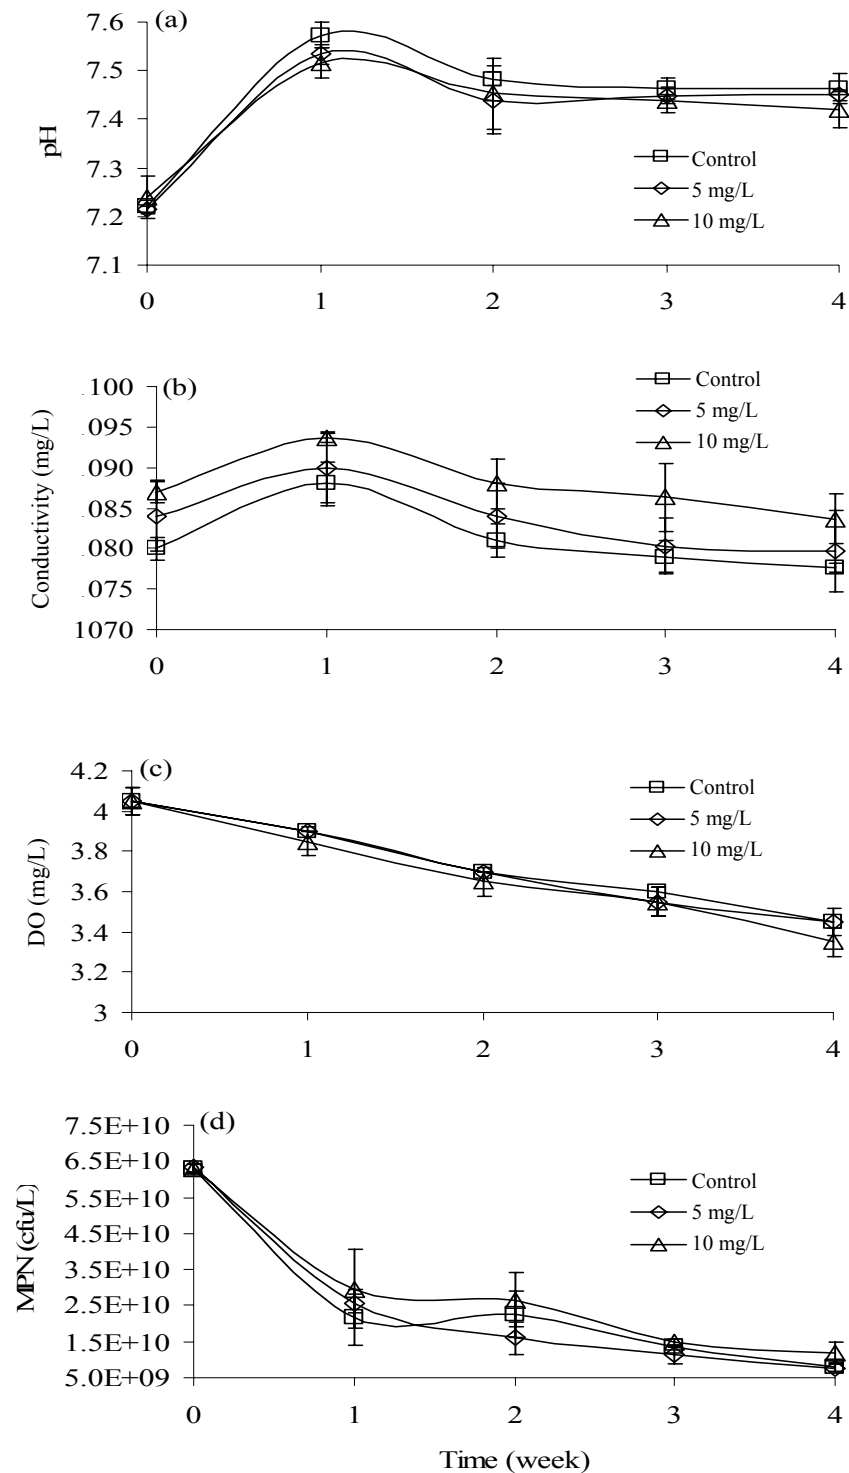 (a)
7.6
7.5
7.4
7.3
7.2
7.1
pH
0 1 2 3 4
Control
5 mg/L
10 mg/L
(b)
.100
.095
.090
.085
.080
.075
1070
Conductivity (mg/L)
0 1 2 3 4
Control
5 mg/L
10 mg/L
(c)
4.2
4
3.8
3.6
3.4
3.2
3
DO (mg/L)
0 1 2 3 4
Control
5 mg/L
10 mg/L
(d)
7.5E+10
6.5E+10
5.5E+10
4.5E+10
3.5E+10
2.5E+10
1.5E+10
5.0E+09
MPN (cfu/L)
0 1 2 3 4
Control
5 mg/L
10 mg/L
Time (week)